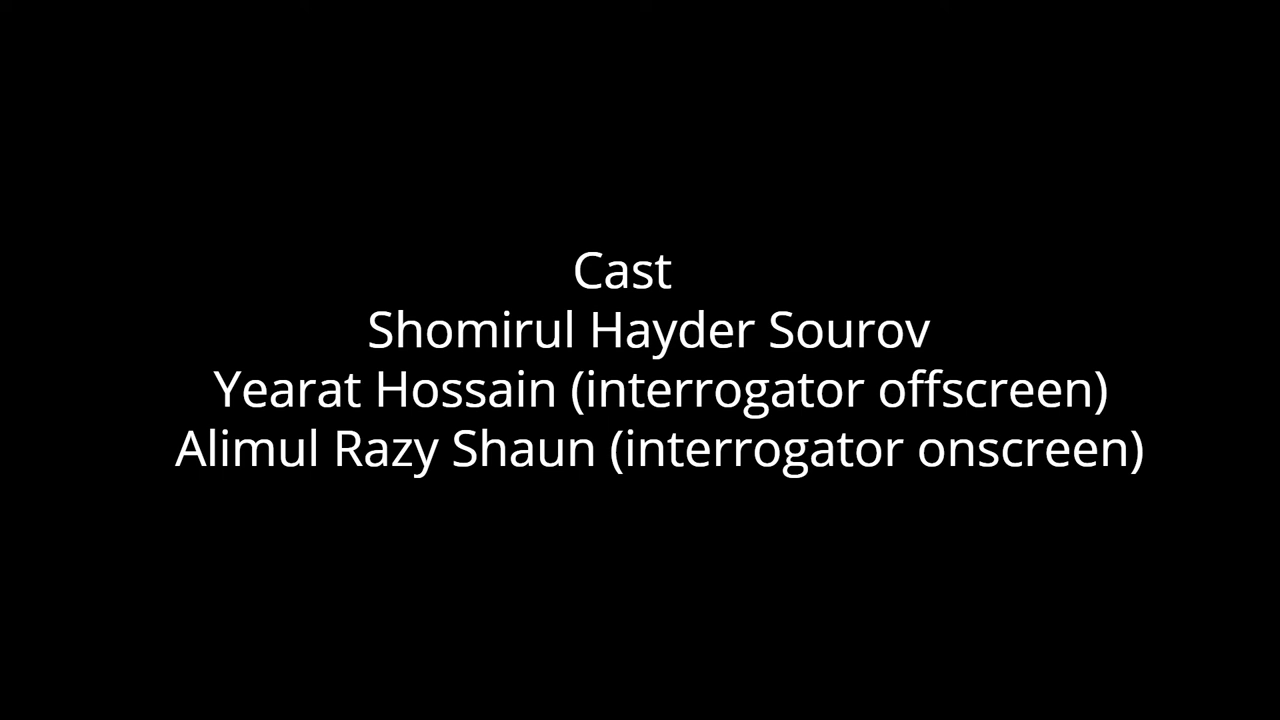 Cast
Shomirul Hayder Sourov
Yearat Hossain (interrogator offscreen)
Alimul Razy Shaun (interrogator onscreen)